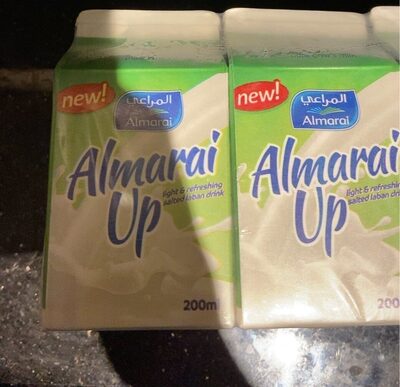 new!
المراعي
Almarai
Almarai
Up
light & refreshing
salted laban drink
200ml
new!
المراعي
Almarai
Almarai
Up
light & refreshing
salted laban drink
200